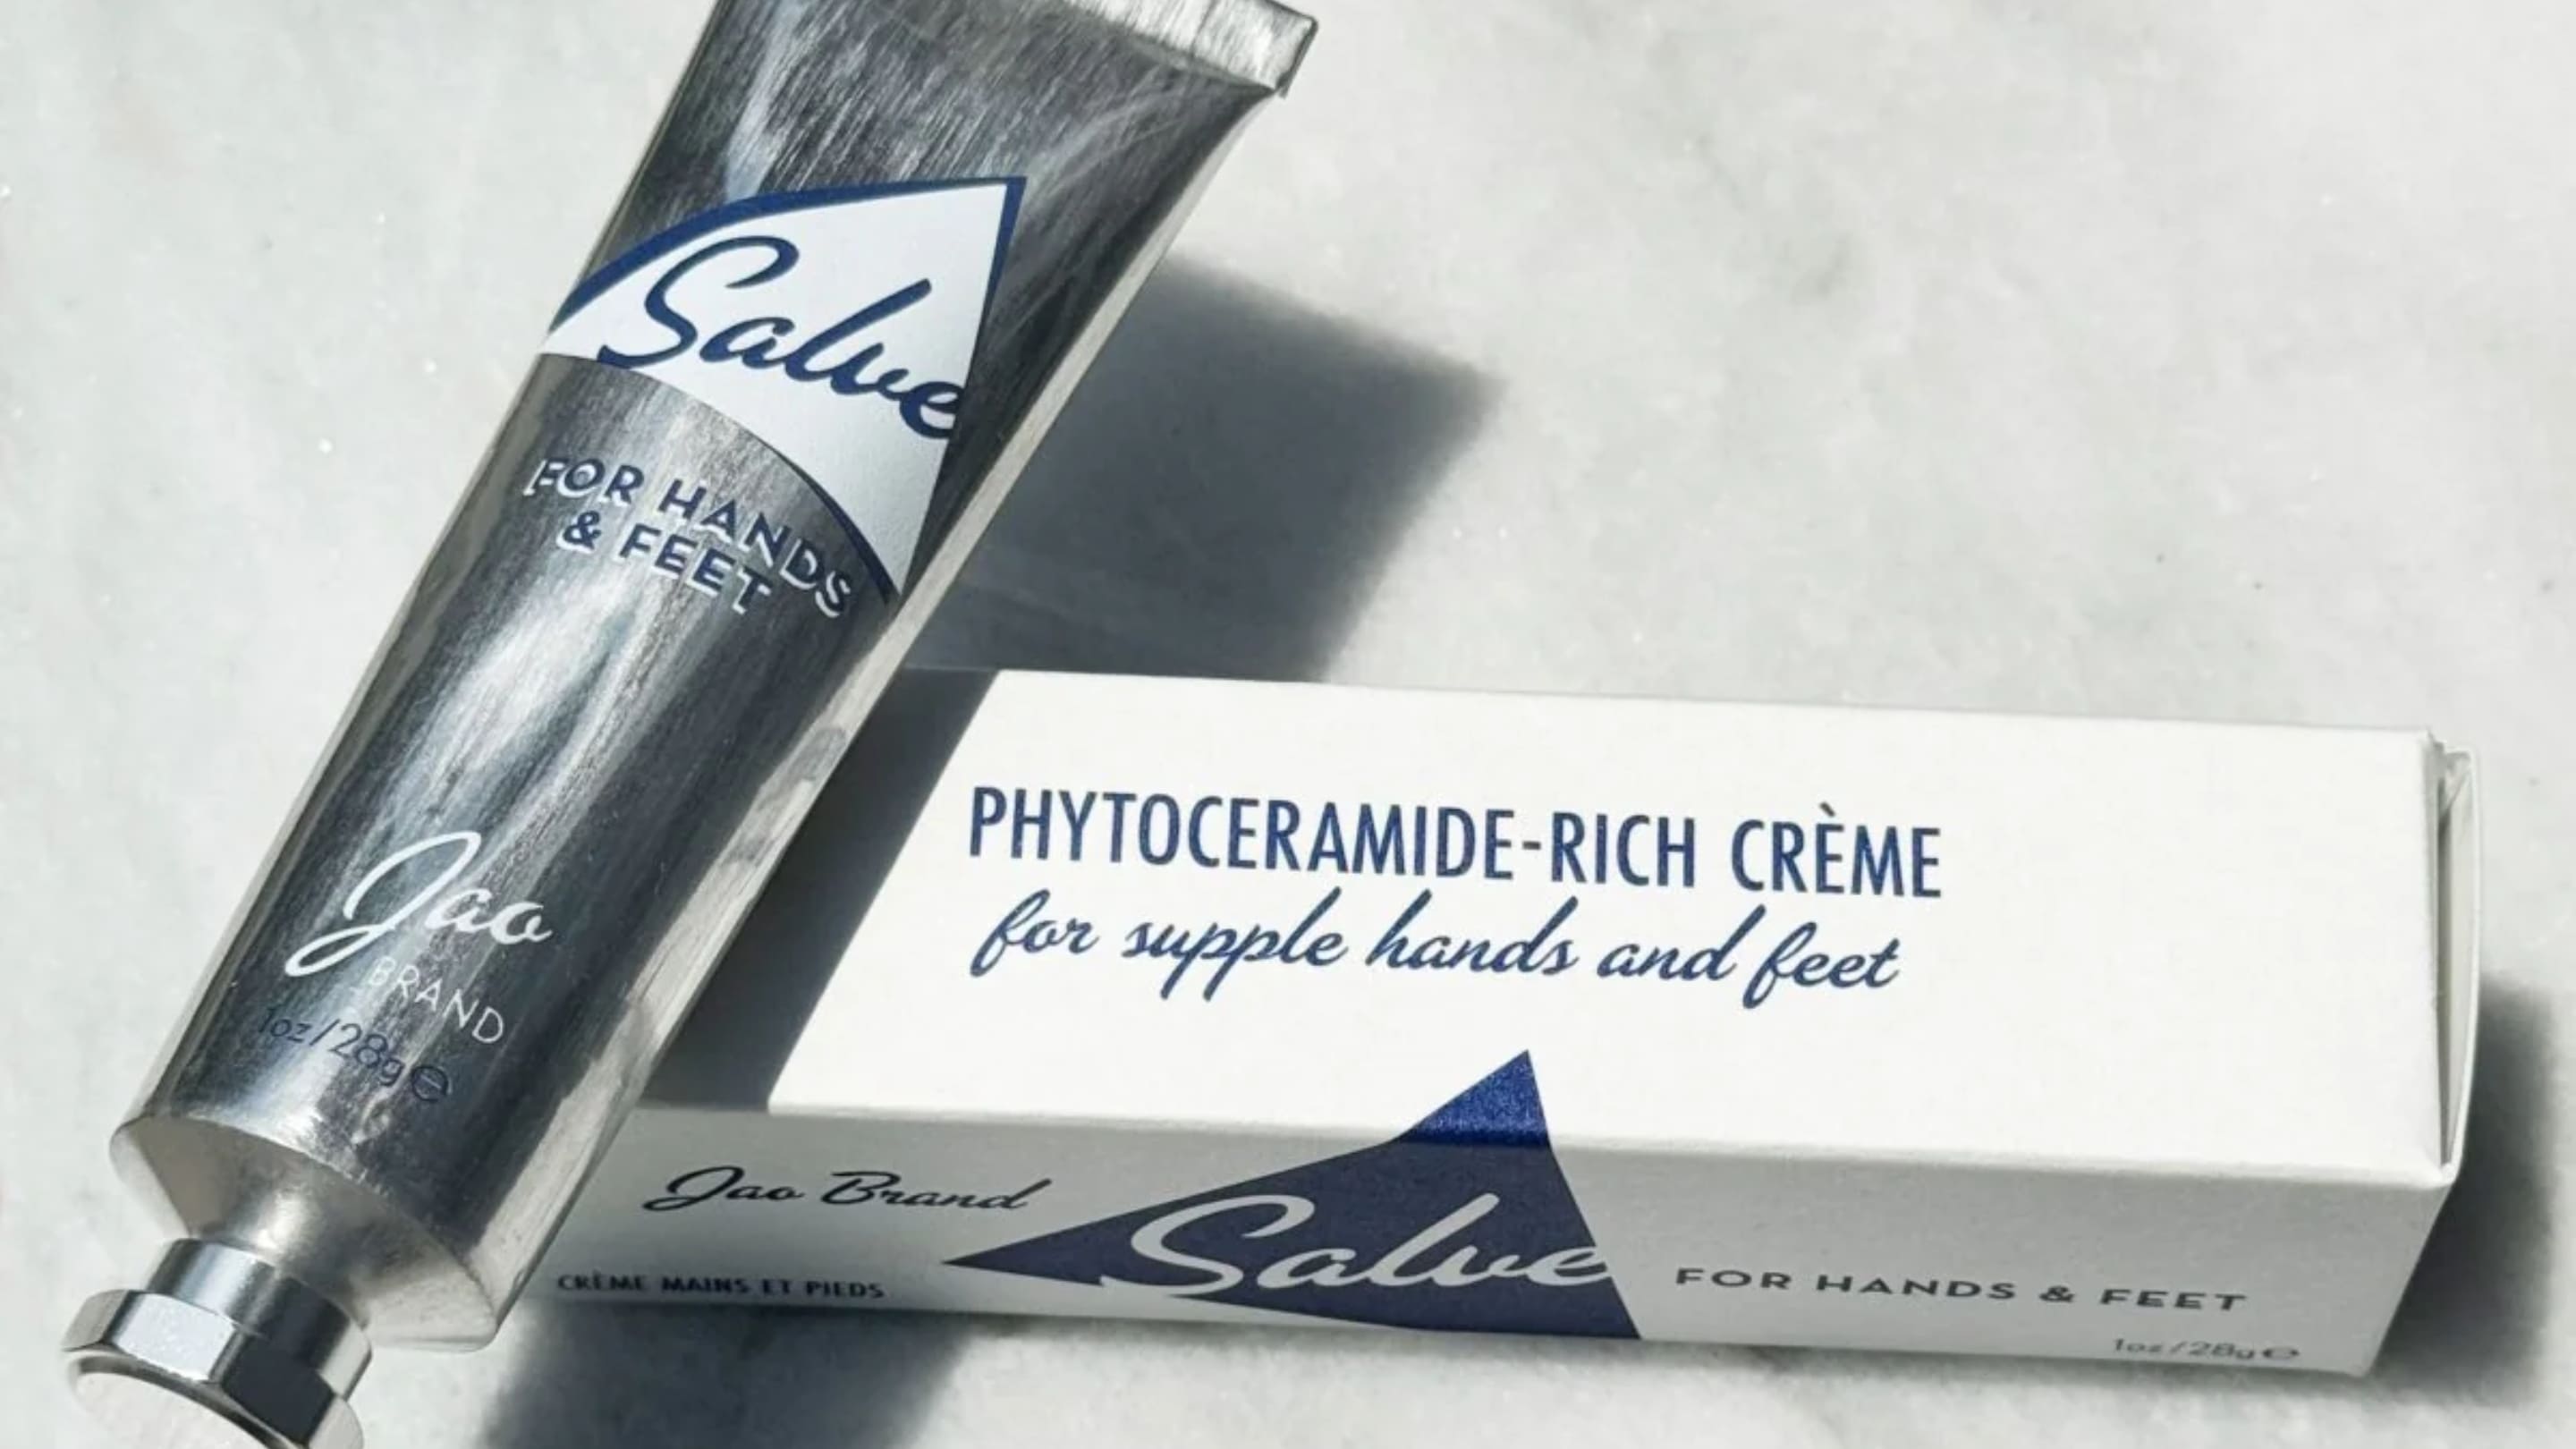 Salve
FOR HANDS
& FEET
Jao
BRAND
1oz/28g℮
PHYTOCERAMIDE-RICH CRÈME
for supple hands and feet
Jao Brand
CRÈME MAINS ET PIEDS
Salve
FOR HANDS & FEET
1oz/28g℮